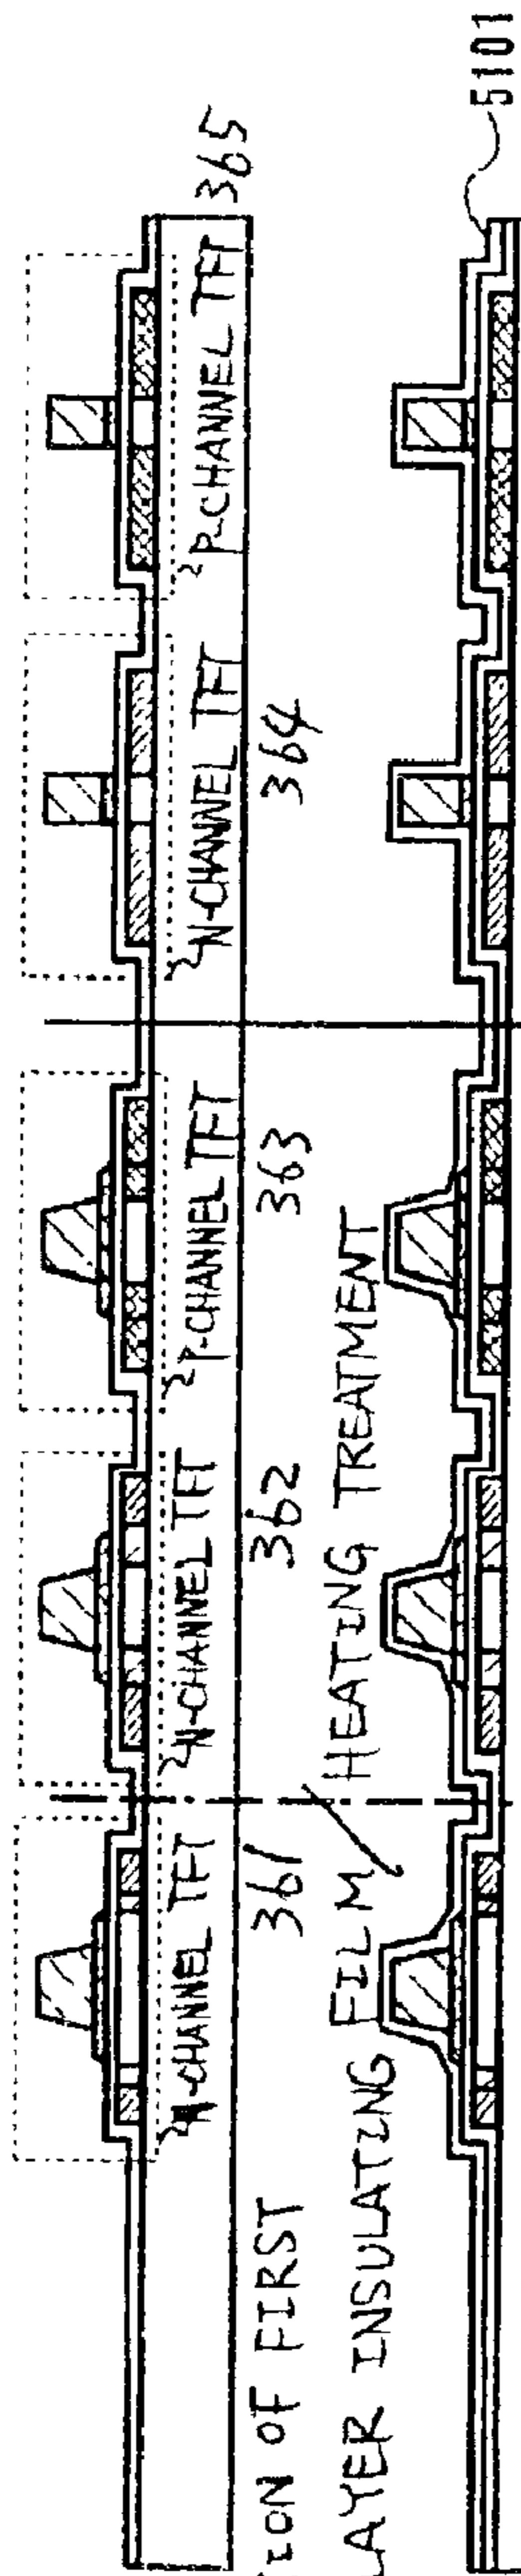 N-CHANNEL TFT N-CHANNEL TFT P-CHANNEL TFT N-CHANNEL TFT P-CHANNEL TFT
361 362 363 364 365
ION OF FIRST
LAYER INSULATING FILM / HEATING TREATMENT
5101